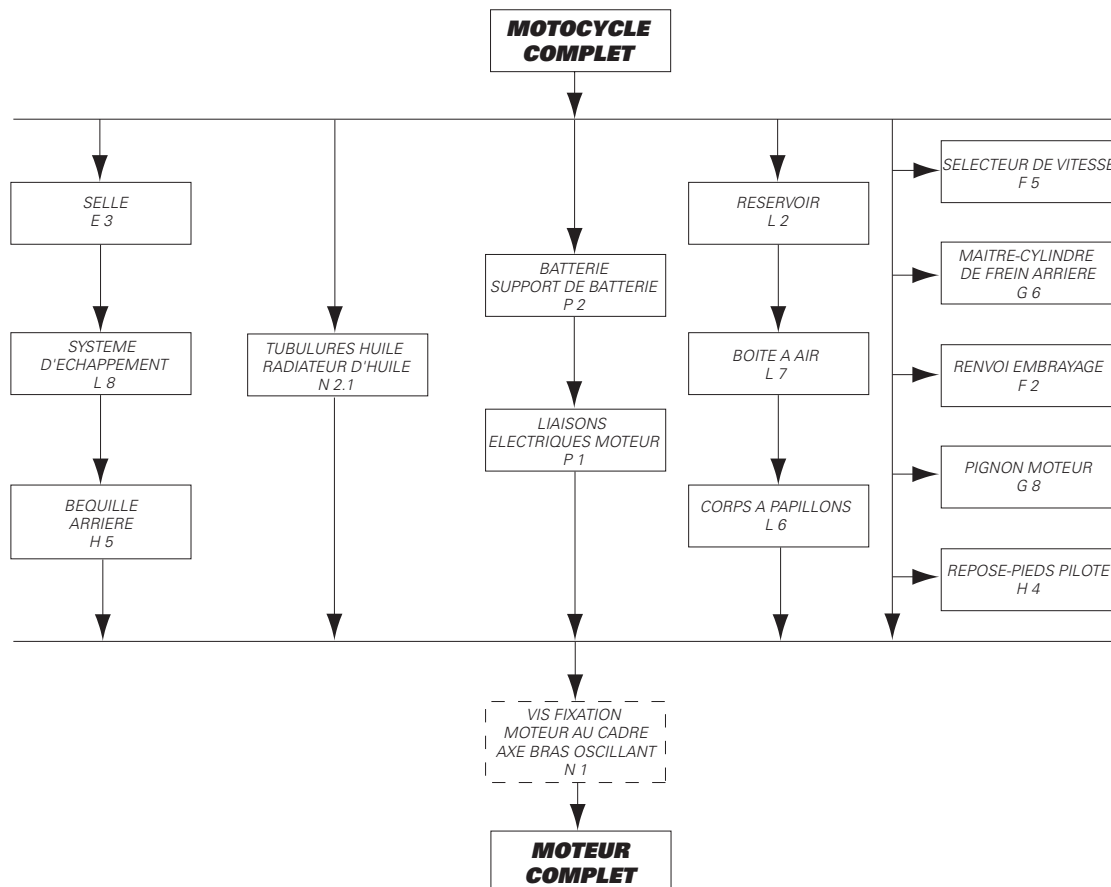 MOTOCYCLE
COMPLET
SELLE
E 3
SYSTEME
D'ECHAPPEMENT
L 8
BEQUILLE
ARRIERE
H 5
TUBULURES HUILE
RADIATEUR D'HUILE
N 2.1
BATTERIE
SUPPORT DE BATTERIE
P 2
LIAISONS
ELECTRIQUES MOTEUR
P 1
RESERVOIR
L 2
BOITE A AIR
L 7
CORPS A PAPILLONS
L 6
SELECTEUR DE VITESSE
F 5
MAITRE-CYLINDRE
DE FREIN ARRIERE
G 6
RENVOI EMBRAYAGE
F 2
PIGNON MOTEUR
G 8
REPOSE-PIEDS PILOTE
H 4
VIS FIXATION
MOTEUR AU CADRE
AXE BRAS OSCILLANT
N 1
MOTEUR
COMPLET